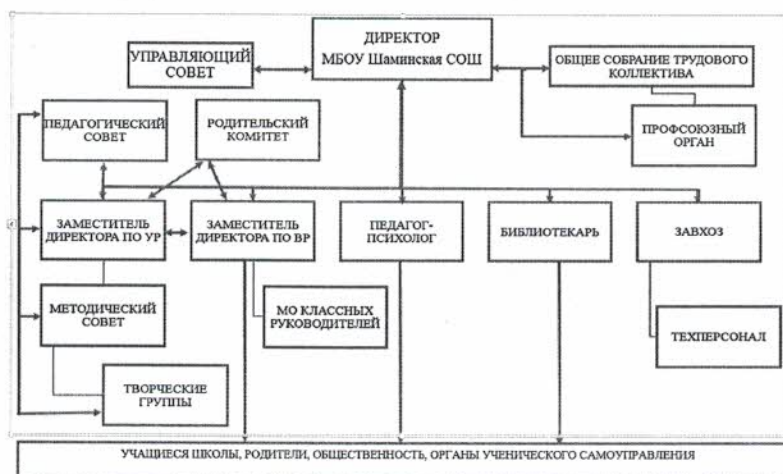 ДИРЕКТОР
МБОУ Шаминская СОШ
УПРАВЛЯЮЩИЙ
СОВЕТ
ОБЩЕЕ СОБРАНИЕ ТРУДОВОГО
КОЛЛЕКТИВА
ПЕДАГОГИЧЕСКИЙ
СОВЕТ
РОДИТЕЛЬСКИЙ
КОМИТЕТ
ПРОФСОЮЗНЫЙ
ОРГАН
ЗАМЕСТИТЕЛЬ
ДИРЕКТОРА ПО УР
ЗАМЕСТИТЕЛЬ
ДИРЕКТОРА ПО ВР
ПЕДАГОГ-
ПСИХОЛОГ
БИБЛИОТЕКАРЬ
ЗАВХОЗ
МЕТОДИЧЕСКИЙ
СОВЕТ
МО КЛАССНЫХ
РУКОВОДИТЕЛЕЙ
ТЕХПЕРСОНАЛ
ТВОРЧЕСКИЕ
ГРУППЫ
УЧАЩИЕСЯ ШКОЛЫ, РОДИТЕЛИ, ОБЩЕСТВЕННОСТЬ, ОРГАНЫ УЧЕНИЧЕСКОГО САМОУПРАВЛЕНИЯ